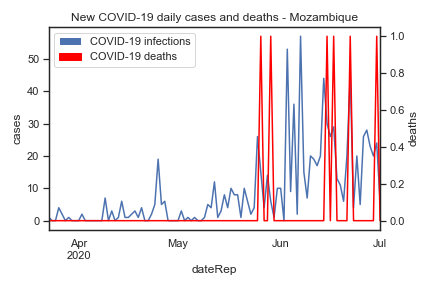 New COVID-19 daily cases and deaths - Mozambique
COVID-19 infections
COVID-19 deaths
50
40
30
20
10
0
cases
1.0
0.8
0.6
0.4
0.2
0.0
deaths
Apr
2020
May
Jun
Jul
dateRep